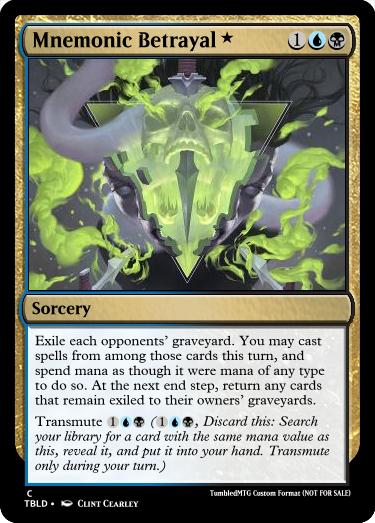 Mnemonic Betrayal ★ 1
Sorcery
Exile each opponents' graveyard. You may cast
spells from among those cards this turn, and
spend mana as though it were mana of any type
to do so. At the next end step, return any cards
that remain exiled to their owners' graveyards.
Transmute 1 (1, Discard this: Search
your library for a card with the same mana value
as this, reveal it, and put it into your hand. Transmute
only during your turn.)
C
TBLD • CLINT CEARLEY
TumbledMTG Custom Format (NOT FOR SALE)